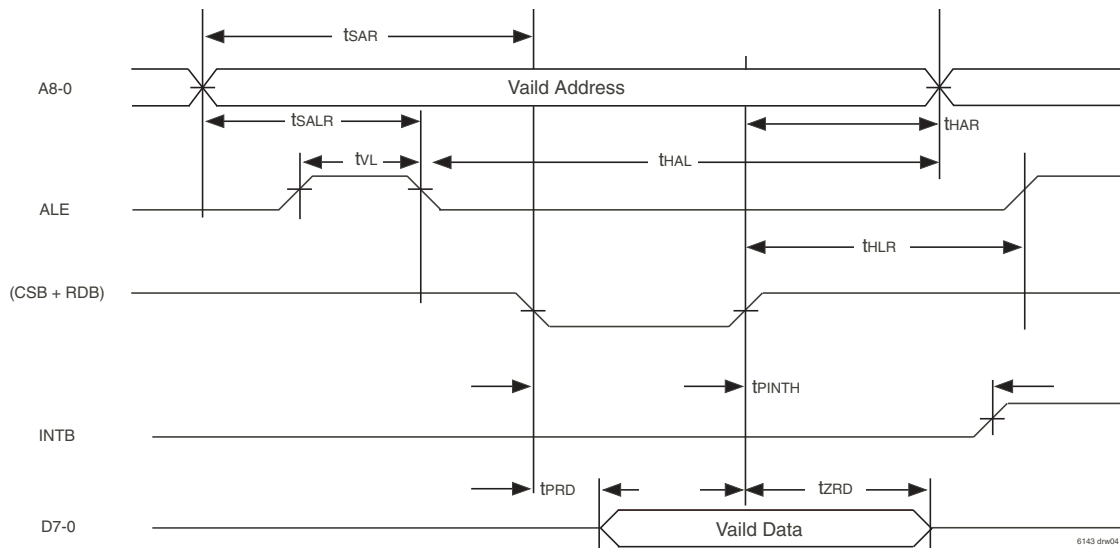 tSAR
A8-0
Vaild Address
tSALR
tHAR
tVL
tHAL
ALE
tHLR
(CSB + RDB)
tPINTH
INTB
tPRD
tZRD
D7-0
Vaild Data
6143 drw04